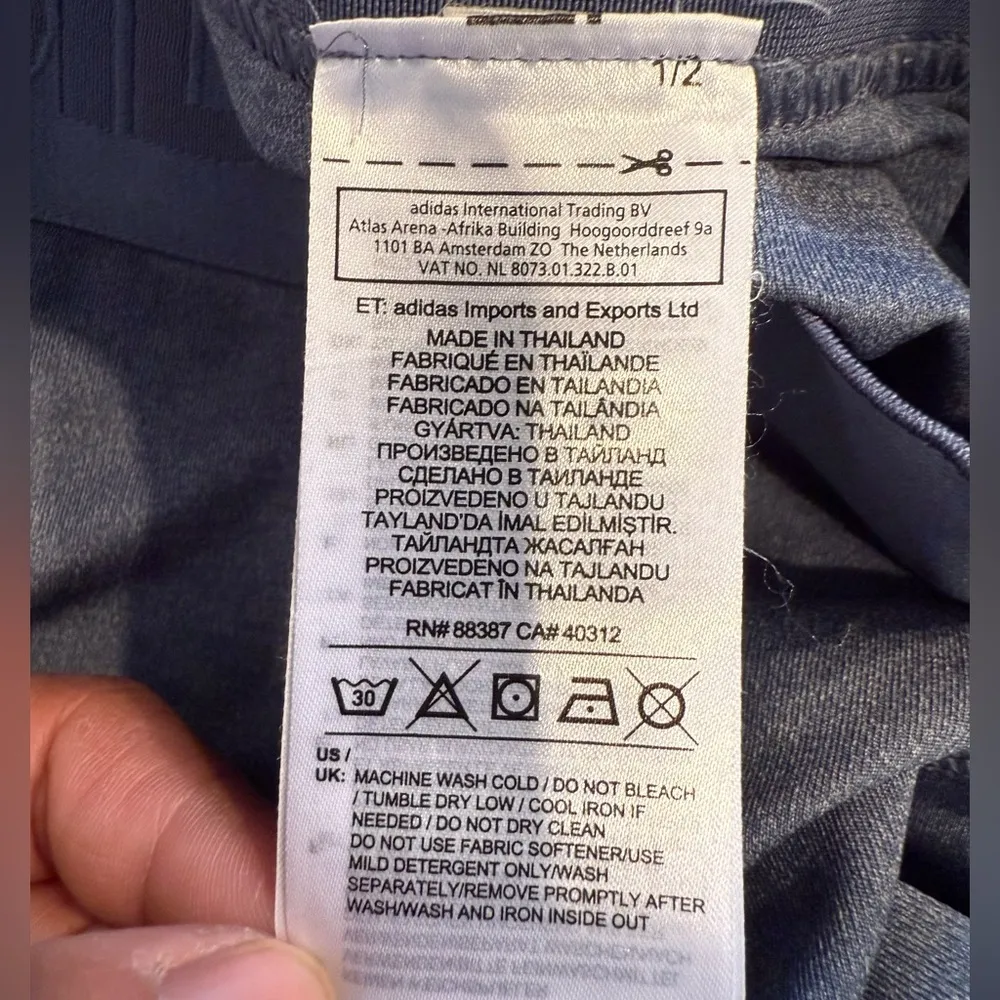 1/2
adidas International Trading BV
Atlas Arena -Afrika Building Hoogoorddreef 9a
1101 BA Amsterdam ZO The Netherlands
VAT NO. NL 8073.01.322.B.01
ET: adidas Imports and Exports Ltd
MADE IN THAILAND
FABRIQUÉ EN THAÏLANDE
FABRICADO EN TAILANDIA
FABRICADO NA TAILÂNDIA
GYÁRTVA: THAILAND
ПРОИЗВЕДЕНО В ТАЙЛАНД
СДЕЛАНО В ТАИЛАНДЕ
PROIZVEDENO U TAJLANDU
TAYLAND'DA İMAL EDİLMİŞTİR.
ТАЙЛАНДТА ЖАСАЛҒАН
PROIZVEDENO NA TAJLANDU
FABRICAT ÎN THAILANDA
RN# 88387 CA# 40312
30
US /
UK: MACHINE WASH COLD / DO NOT BLEACH
/ TUMBLE DRY LOW / COOL IRON IF
NEEDED / DO NOT DRY CLEAN
DO NOT USE FABRIC SOFTENER/USE
MILD DETERGENT ONLY/WASH
SEPARATELY/REMOVE PROMPTLY AFTER
WASH/WASH AND IRON INSIDE OUT